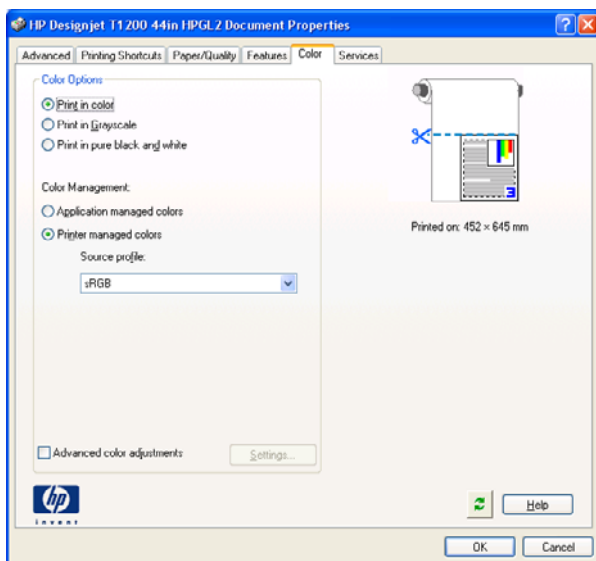 HP Designjet T1200 44in HPGL2 Document Properties
Advanced Printing Shortcuts Paper/Quality Features Color Services
Color Options
Print in color
Print in Grayscale
Print in pure black and white
Color Management:
Application managed colors
Printer managed colors
Source profile:
sRGB
Advanced color adjustments
Settings...
3
Printed on: 452 × 645 mm
hp
invent
Help
OK
Cancel